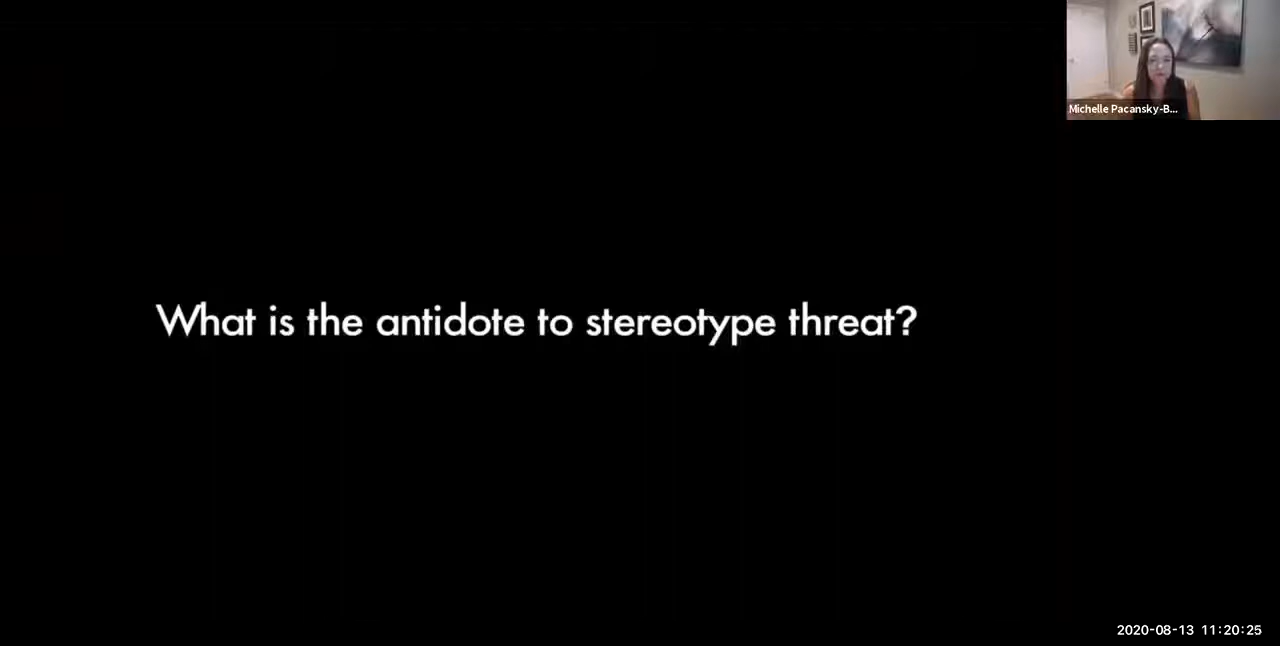 Michelle Pacansky-B...
What is the antidote to stereotype threat?
2020-08-13 11:20:25